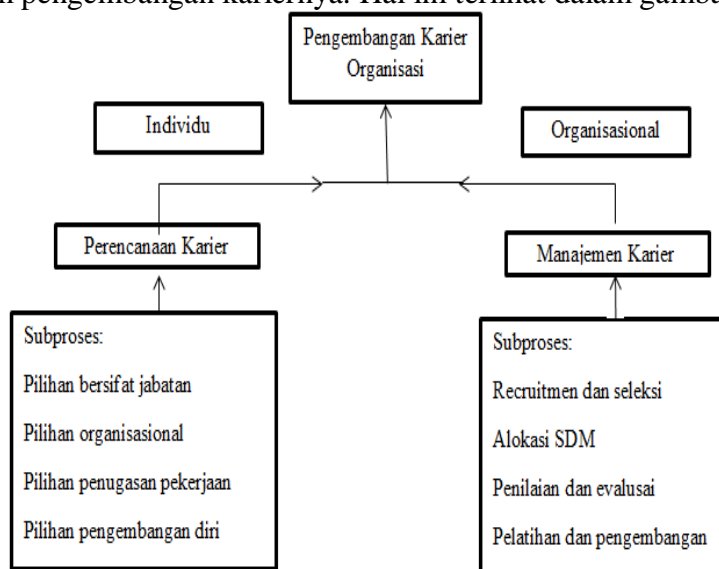 pengembangan kariernya. Hal ini terlihat dalam
Pengembangan Karier
Organisasi
Individu
Organisasional
Perencanaan Karier
Manajemen Karier
Subproses:
Pilihan bersifat jabatan
Pilihan organisasional
Pilihan penugasan pekerjaan
Pilihan pengembangan diri
Subproses:
Recruitmen dan seleksi
Alokasi SDM
Penilaian dan evalusai
Pelatihan dan pengembangan